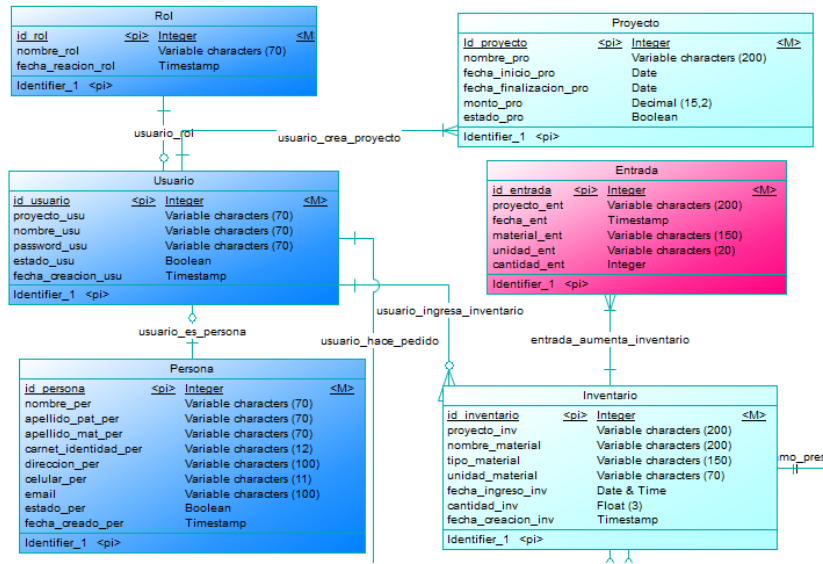 Rol
id_rol <pi> Integer <M
nombre_rol Variable characters (70)
fecha_reacion_rol Timestamp
Identifier_1 <pi>
Proyecto
Id_proyecto <pi> Integer <M>
nombre_pro Variable characters (200)
fecha_inicio_pro Date
fecha_finalizacion_pro Date
monto_pro Decimal (15,2)
estado_pro Boolean
Identifier_1 <pi>
usuario_rol
usuario_crea_proyecto
Usuario
id_usuario <pi> Integer <M>
proyecto_usu Variable characters (70)
nombre_usu Variable characters (70)
password_usu Variable characters (70)
estado_usu Boolean
fecha_creacion_usu Timestamp
Identifier_1 <pi>
Entrada
id_entrada <pi> Integer <M>
proyecto_ent Variable characters (200)
fecha_ent Timestamp
material_ent Variable characters (150)
unidad_ent Variable characters (20)
cantidad_ent Integer
Identifier_1 <pi>
usuario_ingresa_inventario
usuario_es_persona
usuario_hace_pedido
entrada_aumenta_inventario
Persona
id_persona <pi> Integer <M>
nombre_per Variable characters (70)
apellido_pat_per Variable characters (70)
apellido_mat_per Variable characters (70)
carnet_identidad_per Variable characters (12)
direccion_per Variable characters (100)
celular_per Variable characters (11)
email Variable characters (100)
estado_per Boolean
fecha_creado_per Timestamp
Identifier_1 <pi>
Inventario
id_inventario <pi> Integer <M>
proyecto_inv Variable characters (200)
nombre_material Variable characters (200)
tipo_material Variable characters (150)
unidad_material Variable characters (70)
fecha_ingreso_inv Date & Time
cantidad_inv Float (3)
fecha_creacion_inv Timestamp
Identifier_1 <pi>
mo_pres